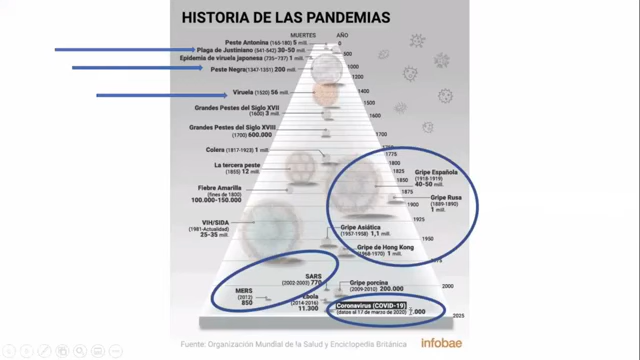 HISTORIA DE LAS PANDEMIAS
MUERTES AÑO
Peste Antonina (165-180) 5 mill.
Plaga de Justiniano (541-542) 30-50 mill.
Epidemia de viruela japonesa (735-737) 1 mill.
Peste Negra (1347-1351) 200 mill.
Viruela (1520) 56 mill.
Grandes Pestes del Siglo XVII
(1600) 3 mill.
Grandes Pestes del Siglo XVIII
(1700) 600.000
Colera (1817-1923) 1 mill.
La tercera peste
(1855) 12 mill.
Fiebre Amarilla
(fines de 1800)
100.000-150.000
VIH/SIDA
(1981-Actualidad)
25-35 mill.
SARS
(2002-2003) 770
MERS
(2012)
850
Ebola
(2014-2016)
11.300
Gripe Española
(1918-1919)
40-50 mill.
Gripe Rusa
(1889-1890)
1 mill.
Gripe Asiática
(1957-1958) 1,1 mill.
Gripe de Hong Kong
(1968-1970) 1 mill.
Gripe porcina
(2009-2010) 200.000
Coronavirus (COVID-19)
(datos al 17 de marzo de 2020)
0
500
1000
1300
1400
1500
1600
1700
1750
1775
1800
1825
1850
1875
1900
1925
1950
1975
2000
2025
Fuente: Organización Mundial de la Salud y Enciclopedia Británica
infobae